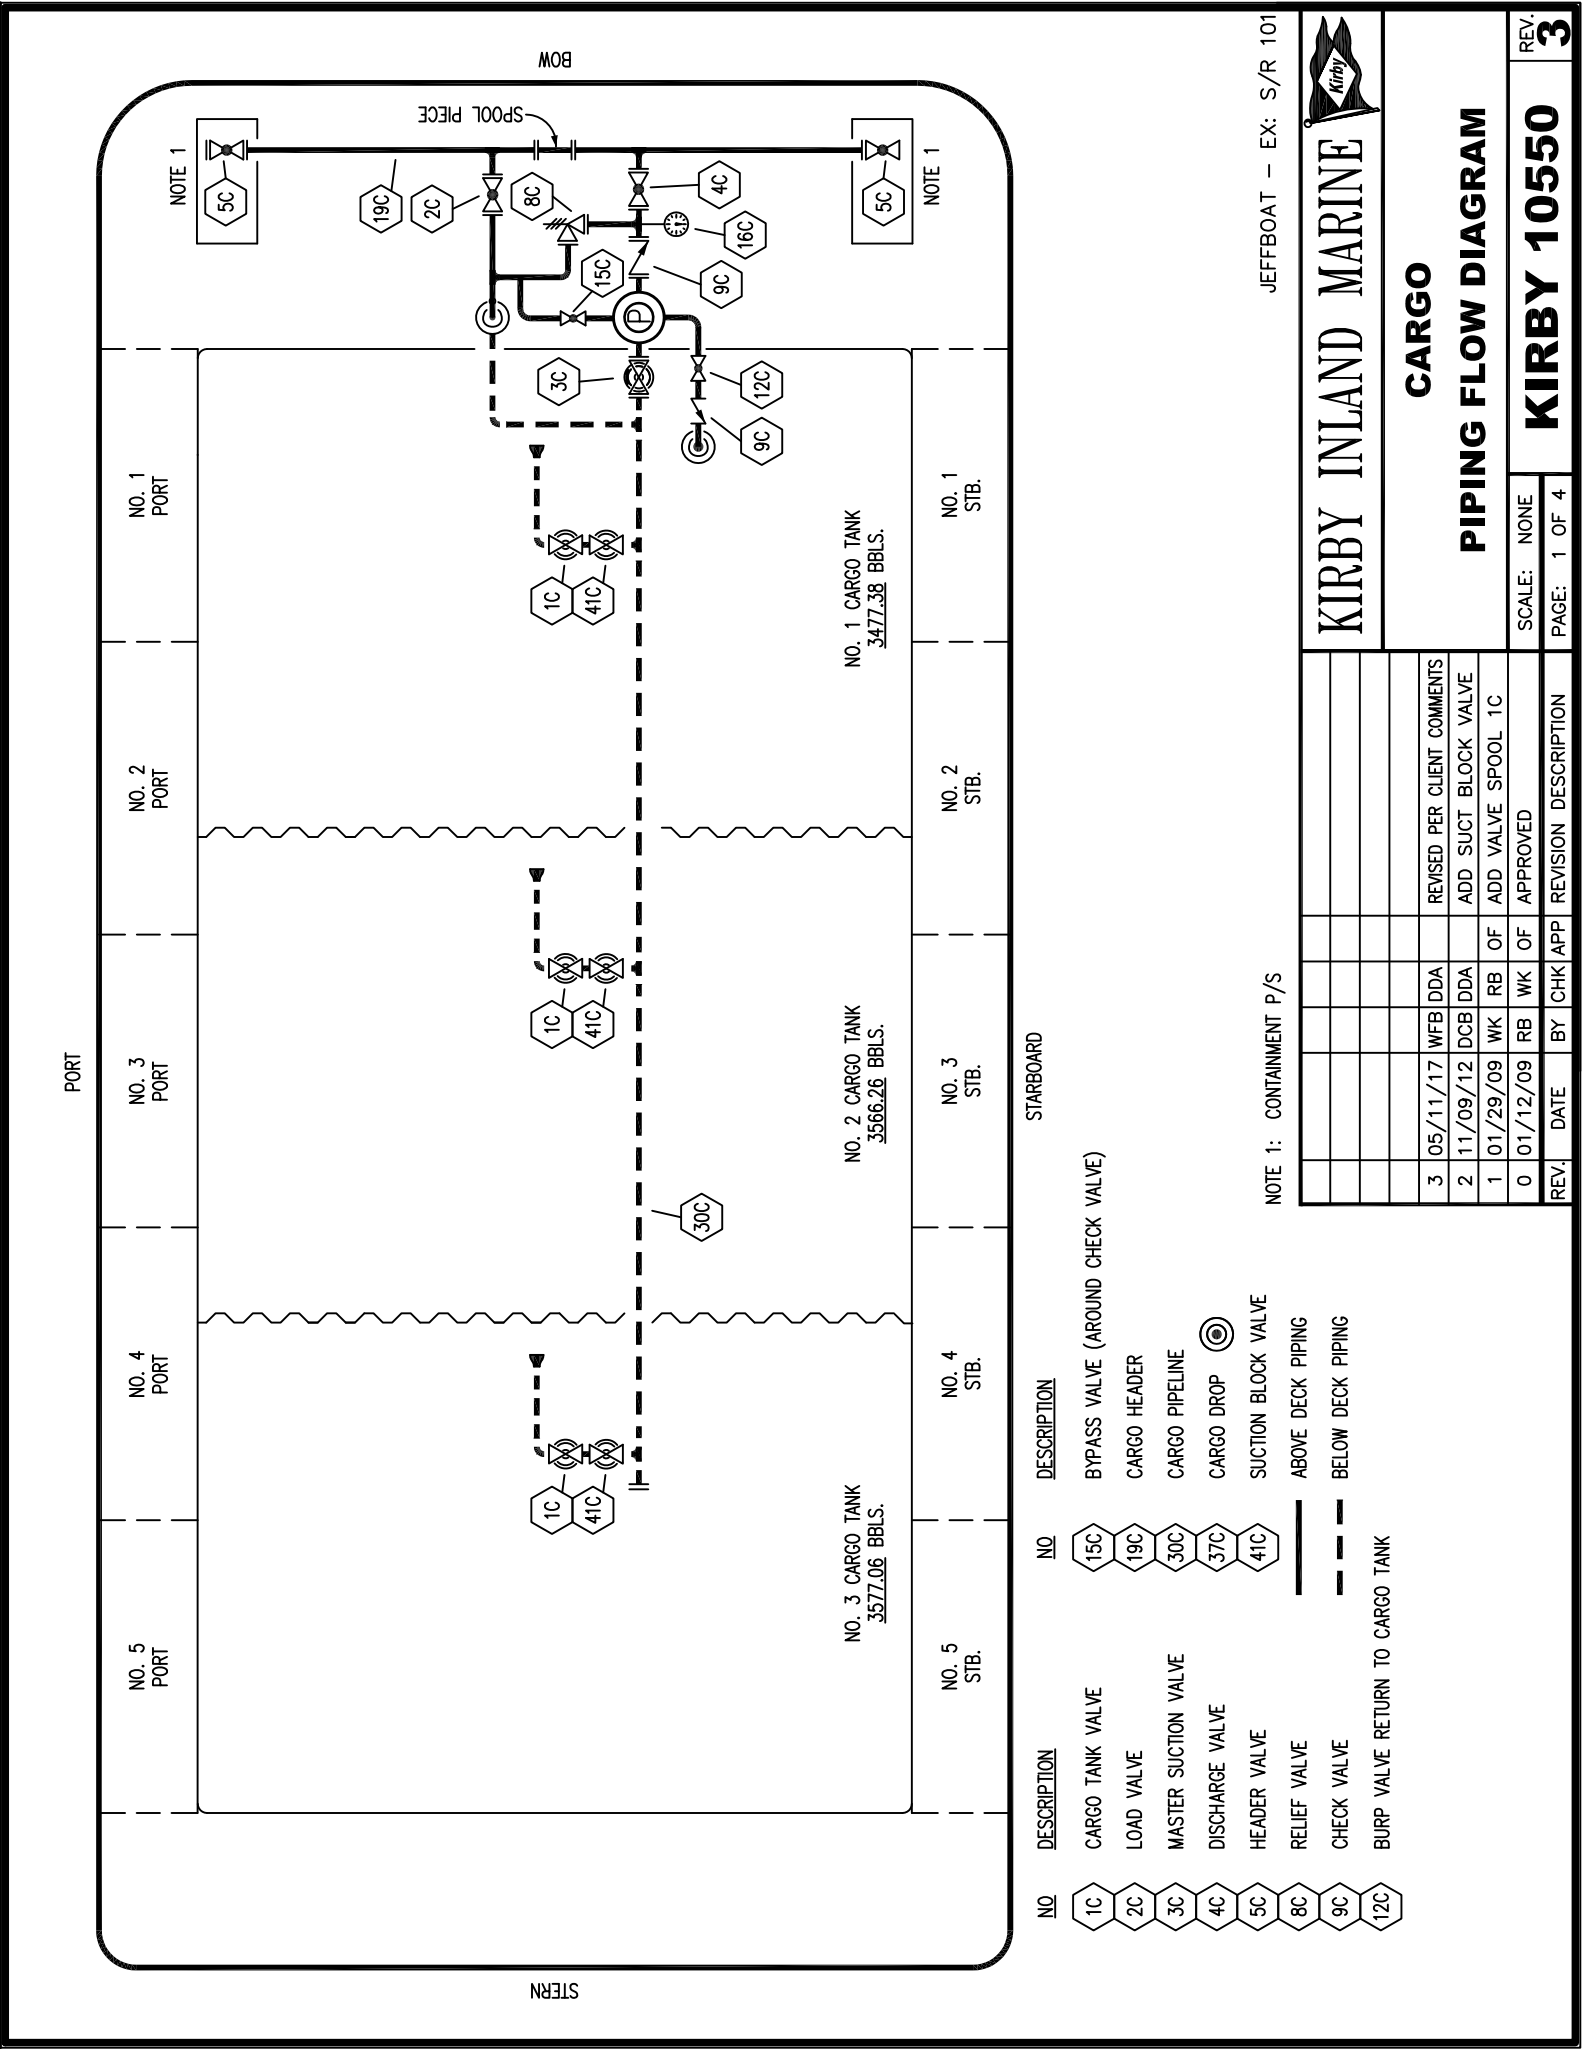 PORT
NO. 5
PORT
NO. 4
PORT
NO. 3
PORT
NO. 2
PORT
NO. 1
PORT
STERN
BOW
NOTE 1
5C
19C
2C
SPOOL PIECE
8C
15C
4C
16C
9C
3C
12C
9C
1C
41C
1C
41C
1C
41C
30C
5C
NOTE 1
NO. 3 CARGO TANK
3577.06 BBLS.
NO. 2 CARGO TANK
3566.26 BBLS.
NO. 1 CARGO TANK
3477.38 BBLS.
P
NO. 5
STB.
NO. 4
STB.
NO. 3
STB.
NO. 2
STB.
NO. 1
STB.
STARBOARD
NO DESCRIPTION
1C CARGO TANK VALVE
2C LOAD VALVE
3C MASTER SUCTION VALVE
4C DISCHARGE VALVE
5C HEADER VALVE
8C RELIEF VALVE
9C CHECK VALVE
12C BURP VALVE RETURN TO CARGO TANK
NO DESCRIPTION
15C BYPASS VALVE (AROUND CHECK VALVE)
19C CARGO HEADER
30C CARGO PIPELINE
37C CARGO DROP
41C SUCTION BLOCK VALVE
ABOVE DECK PIPING
BELOW DECK PIPING
NOTE 1: CONTAINMENT P/S
JEFFBOAT – EX: S/R 101
3 05/11/17 WFB DDA REVISED PER CLIENT COMMENTS
2 11/09/12 DCB DDA ADD SUCT BLOCK VALVE
1 01/29/09 WK RB OF ADD VALVE SPOOL 1C
0 01/12/09 RB WK OF APPROVED
REV. DATE BY CHK APP REVISION DESCRIPTION
KIRBY INLAND MARINE
Kirby
CARGO
PIPING FLOW DIAGRAM
SCALE: NONE
PAGE: 1 OF 4
KIRBY 10550
REV.
3